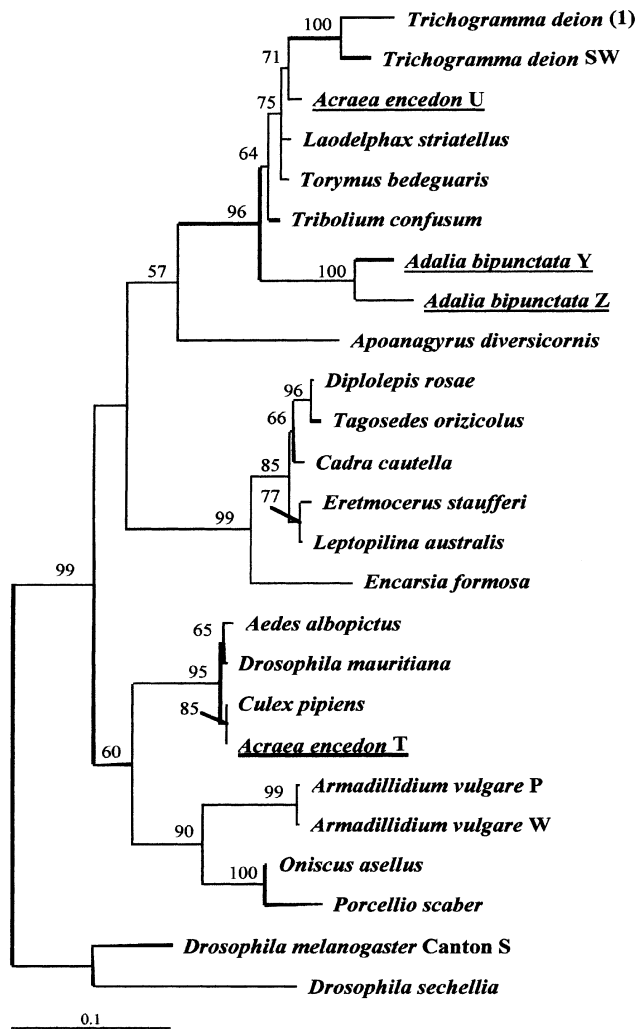 100
Trichogramma deion (1)
71
Trichogramma deion SW
75
Acraea encedon U
Laodelphax striatellus
64
Torymus bedeguaris
96
Tribolium confusum
100
Adalia bipunctata Y
57
Adalia bipunctata Z
Apoanagyrus diversicornis
96
Diplolepis rosae
66
Tagosedes orizicolus
85
Cadra cautella
77
Eretmocerus staufferi
99
Leptopilina australis
99
Encarsia formosa
65
Aedes albopictus
95
Drosophila mauritiana
85
Culex pipiens
60
Acraea encedon T
99
Armadillidium vulgare P
90
Armadillidium vulgare W
100
Oniscus asellus
Porcellio scaber
Drosophila melanogaster Canton S
Drosophila sechellia
0.1